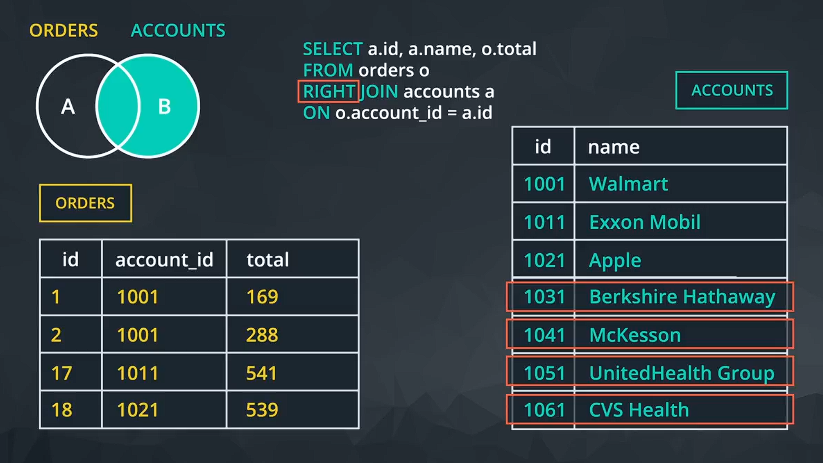 ORDERS ACCOUNTS
A B
SELECT a.id, a.name, o.total
FROM orders o
RIGHT JOIN accounts a
ON o.account_id = a.id
ORDERS
id account_id total
1 1001 169
2 1001 288
17 1011 541
18 1021 539
ACCOUNTS
id name
1001 Walmart
1011 Exxon Mobil
1021 Apple
1031 Berkshire Hathaway
1041 McKesson
1051 UnitedHealth Group
1061 CVS Health